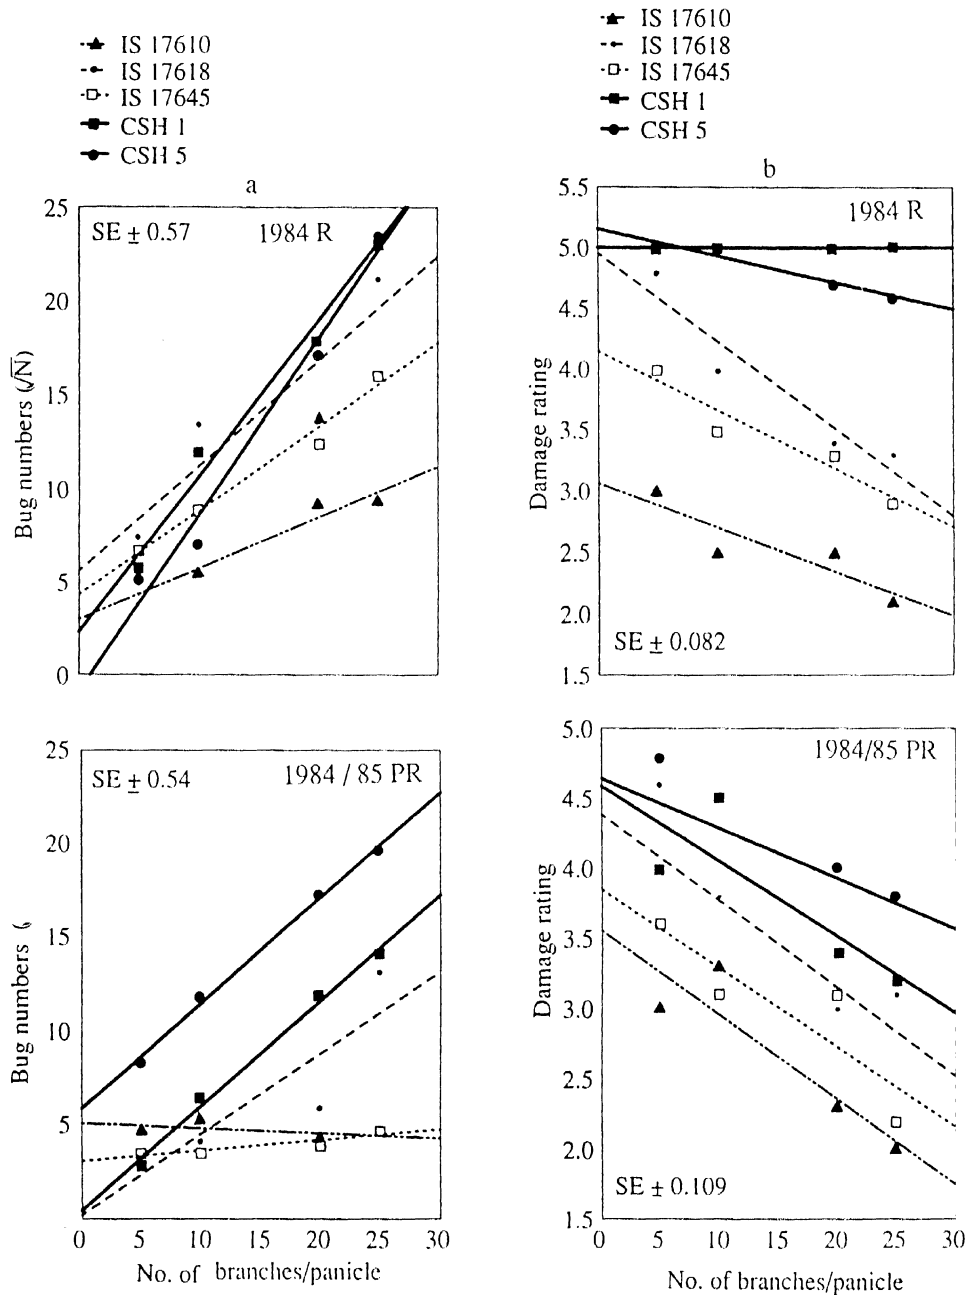 IS 17610
IS 17618
IS 17645
CSH 1
CSH 5
a
25
20
15
10
5
0
Bug numbers (√N)
SE ± 0.57
1984 R
25
20
15
10
5
Bug numbers (
SE ± 0.54
1984 / 85 PR
0 5 10 15 20 25 30
No. of branches/panicle
IS 17610
IS 17618
IS 17645
CSH 1
CSH 5
b
5.5
5.0
4.5
4.0
3.5
3.0
2.5
2.0
1.5
Damage rating
1984 R
SE ± 0.082
5.0
4.5
4.0
3.5
3.0
2.5
2.0
1.5
Damage rating
1984/85 PR
SE ± 0.109
0 5 10 15 20 25 30
No. of branches/panicle